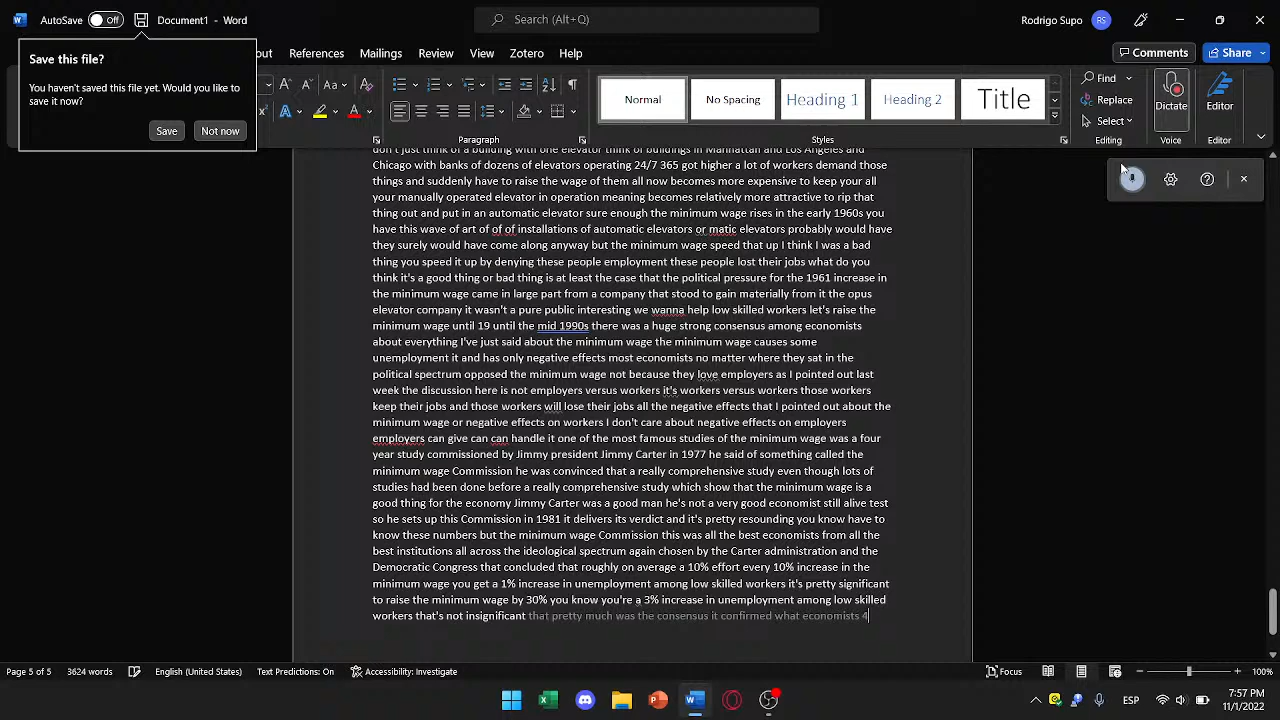 AutoSave Off Document1 - Word Search (Alt+Q) Rodrigo Supo RS
Save this file?
You haven't saved this file yet. Would you like to
save it now?
Save Not now
out References Mailings Review View Zotero Help Comments Share
Aa
Normal No Spacing Heading 1 Heading 2 Title
Find
Replace
Select
Dictate
Editor
Paragraph Styles Editing Voice Editor
don't just think of a building with one elevator think of buildings in Manhattan and Los Angeles and
Chicago with banks of dozens of elevators operating 24/7 365 got higher a lot of workers demand those
things and suddenly have to raise the wage of them all now becomes more expensive to keep your all
your manually operated elevator in operation meaning becomes relatively more attractive to rip that
thing out and put in an automatic elevator sure enough the minimum wage rises in the early 1960s you
have this wave of art of of of installations of automatic elevators or matic elevators probably would have
they surely would have come along anyway but the minimum wage speed that up I think I was a bad
thing you speed it up by denying these people employment these people lost their jobs what do you
think it's a good thing or bad thing is at least the case that the political pressure for the 1961 increase in
the minimum wage came in large part from a company that stood to gain materially from it the opus
elevator company it wasn't a pure public interesting we wanna help low skilled workers let's raise the
minimum wage until 19 until the mid 1990s there was a huge strong consensus among economists
about everything I've just said about the minimum wage the minimum wage causes some
unemployment it and has only negative effects most economists no matter where they sat in the
political spectrum opposed the minimum wage not because they love employers as I pointed out last
week the discussion here is not employers versus workers it's workers versus workers those workers
keep their jobs and those workers will lose their jobs all the negative effects that I pointed out about the
minimum wage or negative effects on workers I don't care about negative effects on employers
employers can give can can handle it one of the most famous studies of the minimum wage was a four
year study commissioned by Jimmy president Jimmy Carter in 1977 he said of something called the
minimum wage Commission he was convinced that a really comprehensive study even though lots of
studies had been done before a really comprehensive study which show that the minimum wage is a
good thing for the economy Jimmy Carter was a good man he's not a very good economist still alive test
so he sets up this Commission in 1981 it delivers its verdict and it's pretty resounding you know have to
know these numbers but the minimum wage Commission this was all the best economists from all the
best institutions all across the ideological spectrum again chosen by the Carter administration and the
Democratic Congress that concluded that roughly on average a 10% effort every 10% increase in the
minimum wage you get a 1% increase in unemployment among low skilled workers it's pretty significant
to raise the minimum wage by 30% you know you're a 3% increase in unemployment among low skilled
workers that's not insignificant that pretty much was the consensus it confirmed what economists 4
Page 5 of 5 3624 words English (United States) Text Predictions: On Accessibility: Investigate Focus 100%
ESP
7:57 PM
11/1/2022